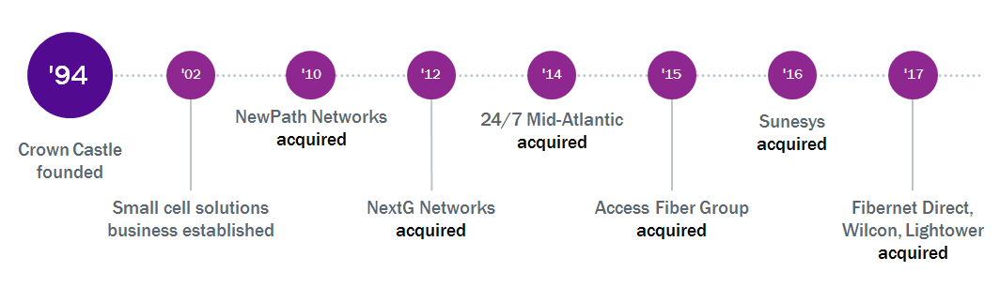 '94
'02
'10
'12
'14
'15
'16
'17
Crown Castle
founded
Small cell solutions
business established
NewPath Networks
acquired
NextG Networks
acquired
24/7 Mid-Atlantic
acquired
Access Fiber Group
acquired
Sunesys
acquired
Fibernet Direct,
Wilcon, Lightower
acquired